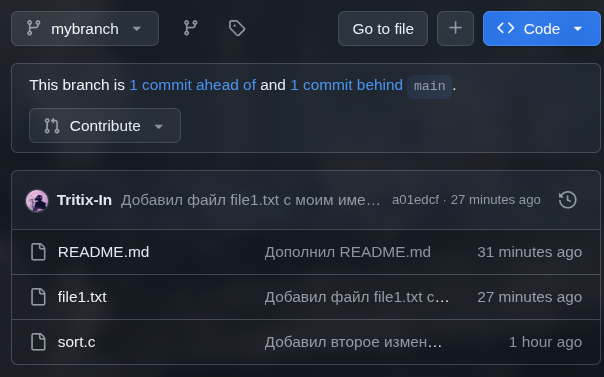 mybranch Go to file Code
This branch is 1 commit ahead of and 1 commit behind main.
Contribute
Tritix-In Добавил файл file1.txt с моим име… a01edcf · 27 minutes ago
README.md Дополнил README.md 31 minutes ago
file1.txt Добавил файл file1.txt с… 27 minutes ago
sort.c Добавил второе измен… 1 hour ago